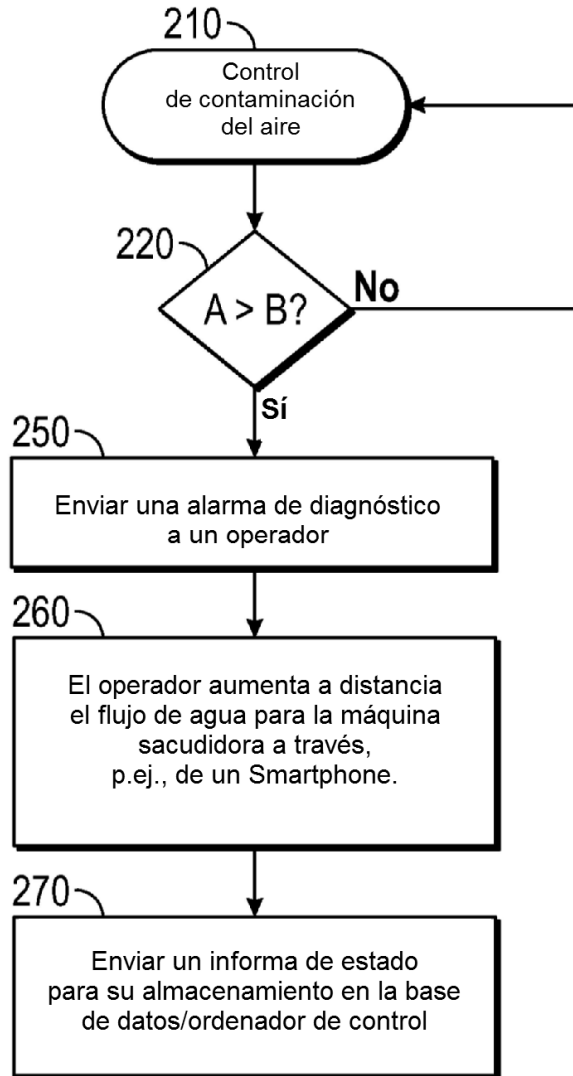 210
Control
de contaminación
del aire
220
A > B?
No
Sí
250
Enviar una alarma de diagnóstico
a un operador
260
El operador aumenta a distancia
el flujo de agua para la máquina
sacudidora a través,
p.ej., de un Smartphone.
270
Enviar un informa de estado
para su almacenamiento en la base
de datos/ordenador de control